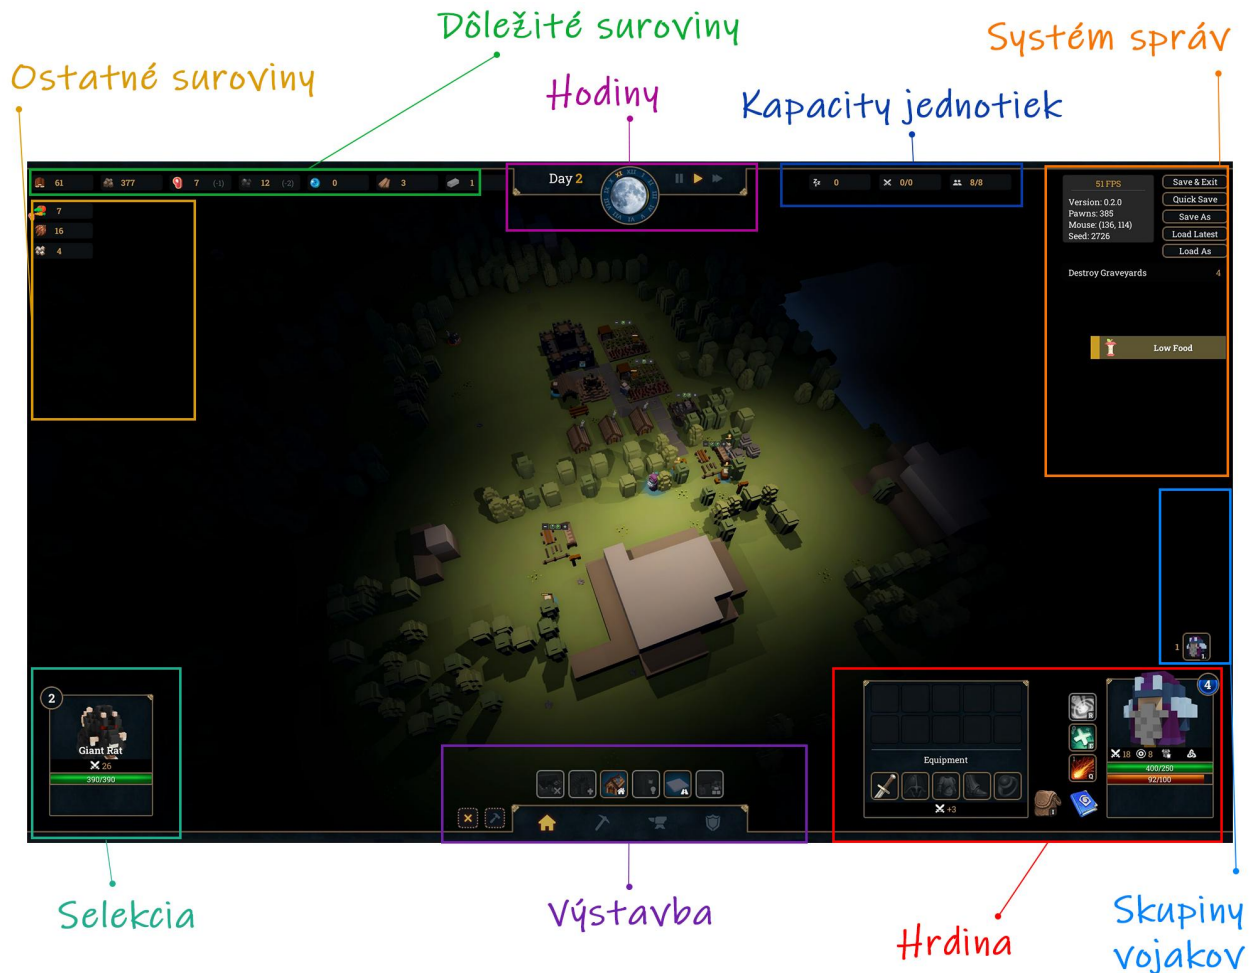 Dôležité suroviny
Systém správ
Ostatné suroviny
Hodiny
Kapacity jednotiek
61 377 7 (-1) 12 (-2) 0 3 1
Day 2
0 0/0 8/8
7
16
4
51 FPS
Version: 0.2.0
Pawns: 385
Mouse: (136, 114)
Seed: 2726
Save & Exit
Quick Save
Save As
Load Latest
Load As
Destroy Graveyards 4
Low Food
1
2
Giant Rat
26
390/390
Equipment
+3
R
Q
1
4
18 8
400/250
92/100
Selekcia
Výstavba
Hrdina
Skupiny
vojakov